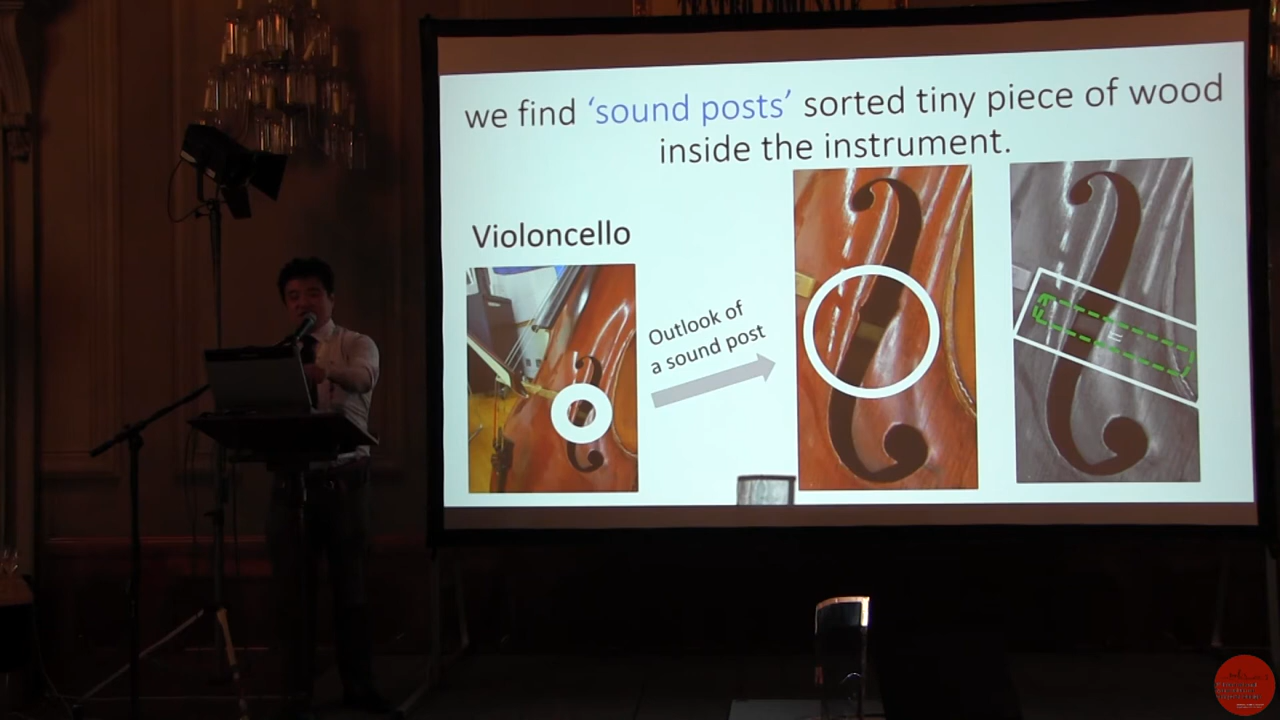 we find ‘sound posts’ sorted tiny piece of wood
inside the instrument.
Violoncello
Outlook of
a sound post